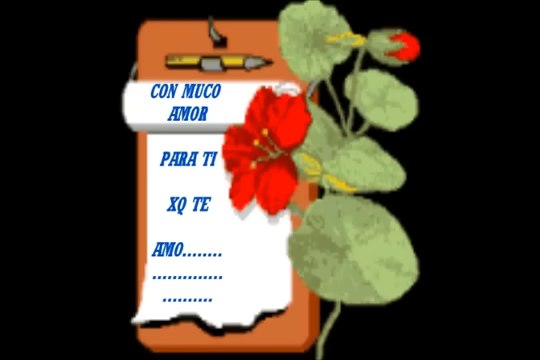 CON MUCO
AMOR
PARA TI
XQ TE
AMO........
..............
..........